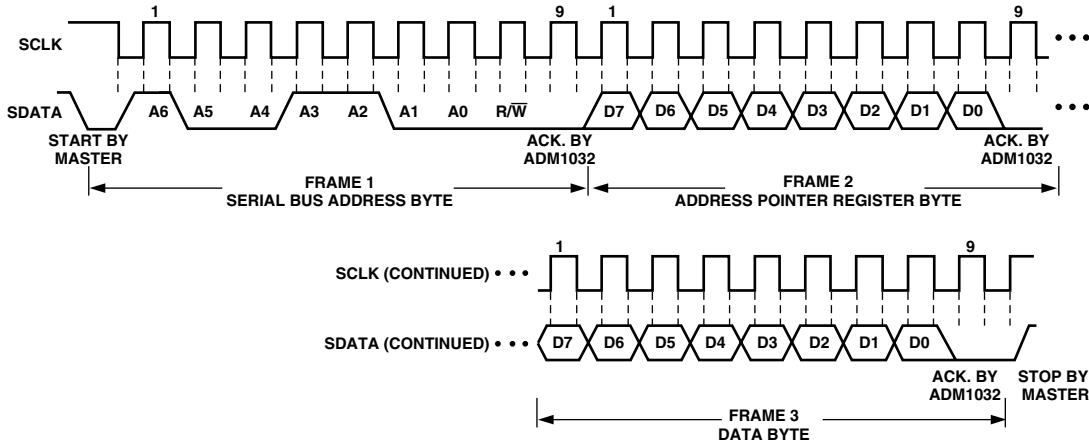 1 9 1 9
SCLK
SDATA A6 A5 A4 A3 A2 A1 A0 R/W̅ D7 D6 D5 D4 D3 D2 D1 D0
START BY MASTER
ACK. BY ADM1032
ACK. BY ADM1032
FRAME 1
SERIAL BUS ADDRESS BYTE
FRAME 2
ADDRESS POINTER REGISTER BYTE
1 9
SCLK (CONTINUED)
SDATA (CONTINUED) D7 D6 D5 D4 D3 D2 D1 D0
ACK. BY ADM1032
STOP BY MASTER
FRAME 3
DATA BYTE